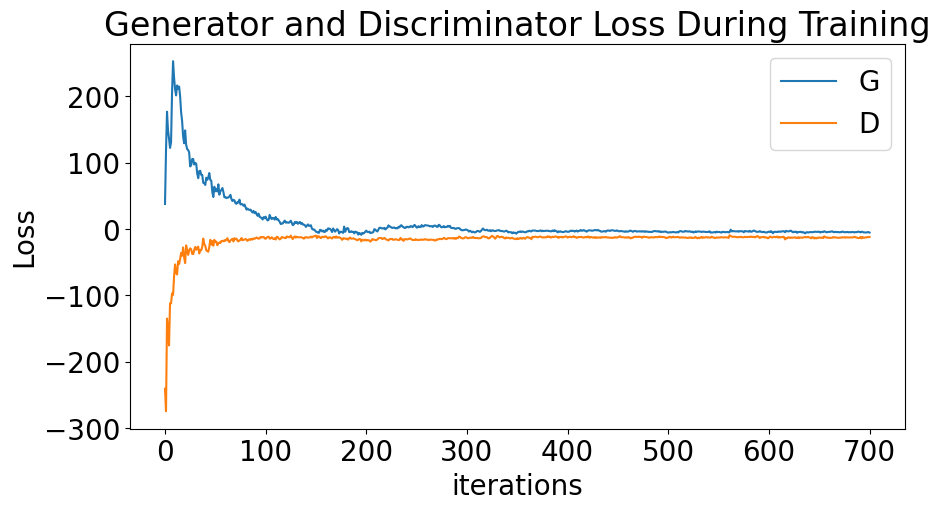 Generator and Discriminator Loss During Training
G
D
Loss
200
100
0
−100
−200
−300
0 100 200 300 400 500 600 700
iterations